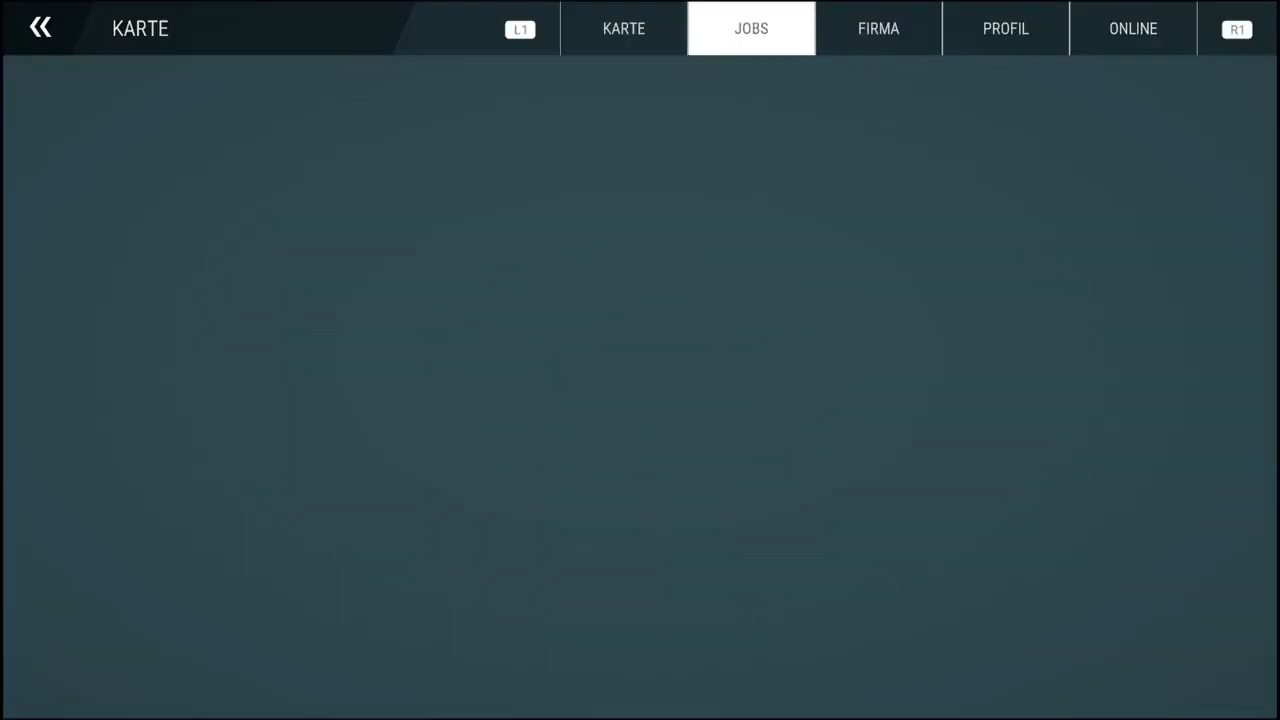 KARTE
L1
KARTE
JOBS
FIRMA
PROFIL
ONLINE
R1